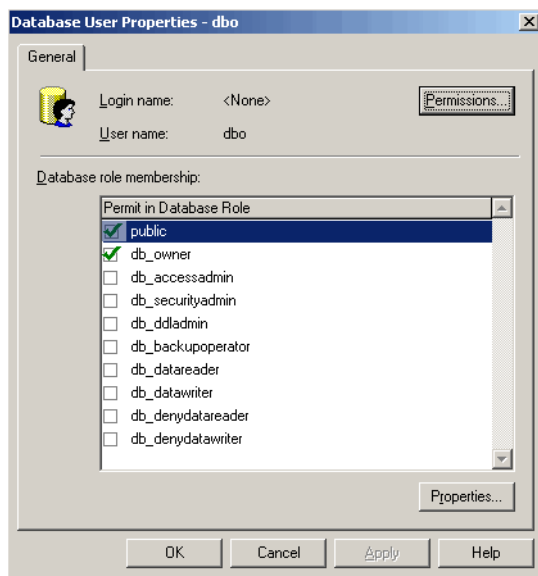 Database User Properties - dbo
General
Login name: <None>
Permissions...
User name: dbo
Database role membership:
Permit in Database Role
public
db_owner
db_accessadmin
db_securityadmin
db_ddladmin
db_backupoperator
db_datareader
db_datawriter
db_denydatareader
db_denydatawriter
Properties...
OK Cancel Apply Help